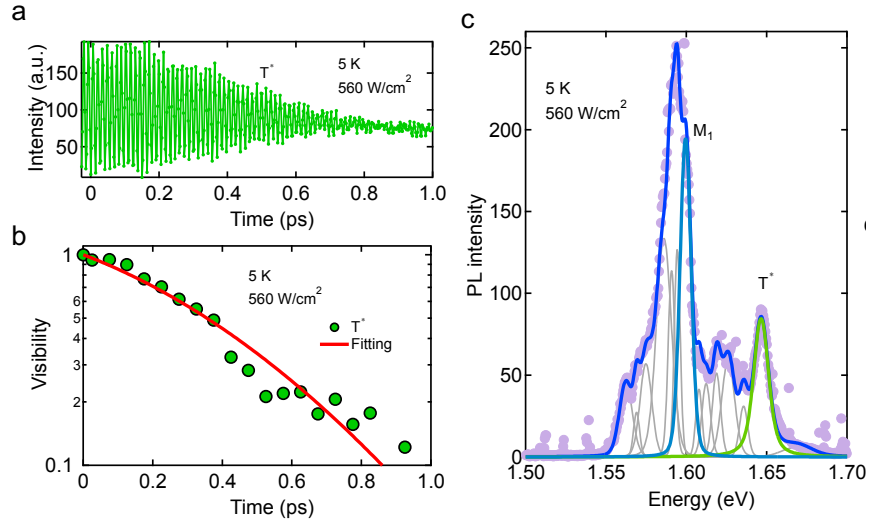 a
Intensity (a.u.)
150
100
50
T*
5 K
560 W/cm²
0
0.2
0.4
0.6
0.8
1.0
Time (ps)
b
Visibility
1
6
5
4
3
2
0.1
5 K
560 W/cm²
T*
Fitting
0
0.2
0.4
0.6
0.8
1.0
Time (ps)
c
PL intensity
250
200
150
100
50
0
5 K
560 W/cm²
M₁
T*
1.50
1.55
1.60
1.65
1.70
Energy (eV)